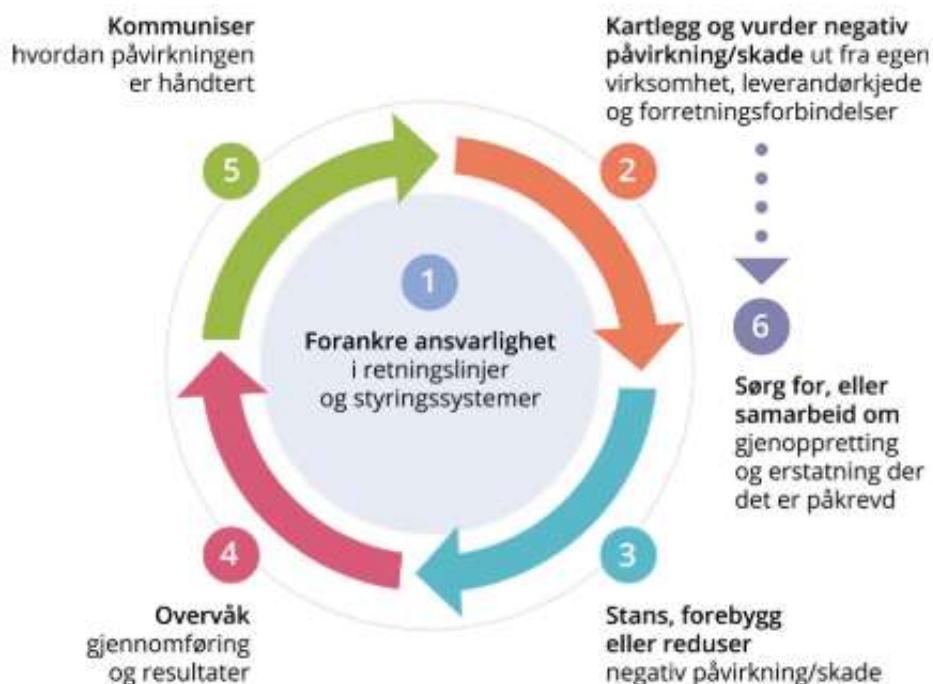 Kommuniser
hvordan påvirkningen
er håndtert
Kartlegg og vurder negativ
påvirkning/skade ut fra egen
virksomhet, leverandørkjede
og forretningsforbindelser
5
2
1
Forankre ansvarlighet
i retningslinjer
og styringssystemer
6
Sørg for, eller
samarbeid om
gjenoppretting
og erstatning der
det er påkrevd
4
3
Overvåk
gjennomføring
og resultater
Stans, forebygg
eller reduser
negativ påvirkning/skade